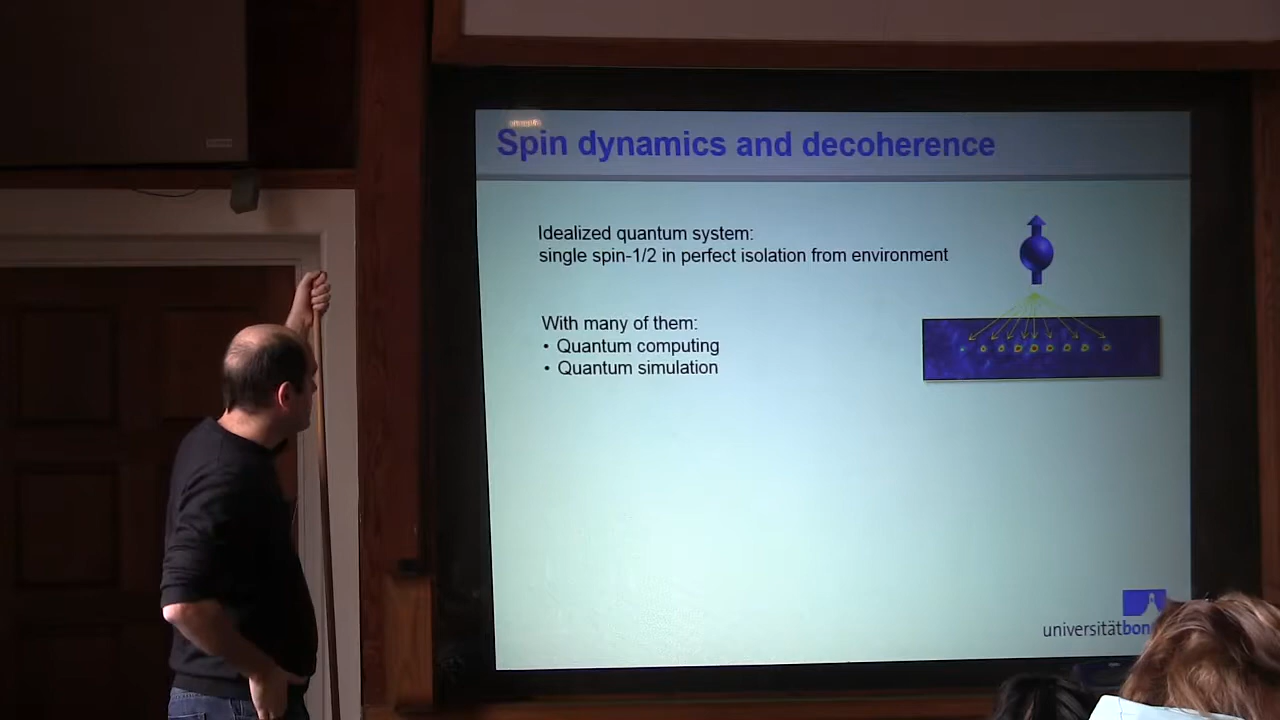 Spin dynamics and decoherence
Idealized quantum system:
single spin-1/2 in perfect isolation from environment
With many of them:
• Quantum computing
• Quantum simulation
universitätbon